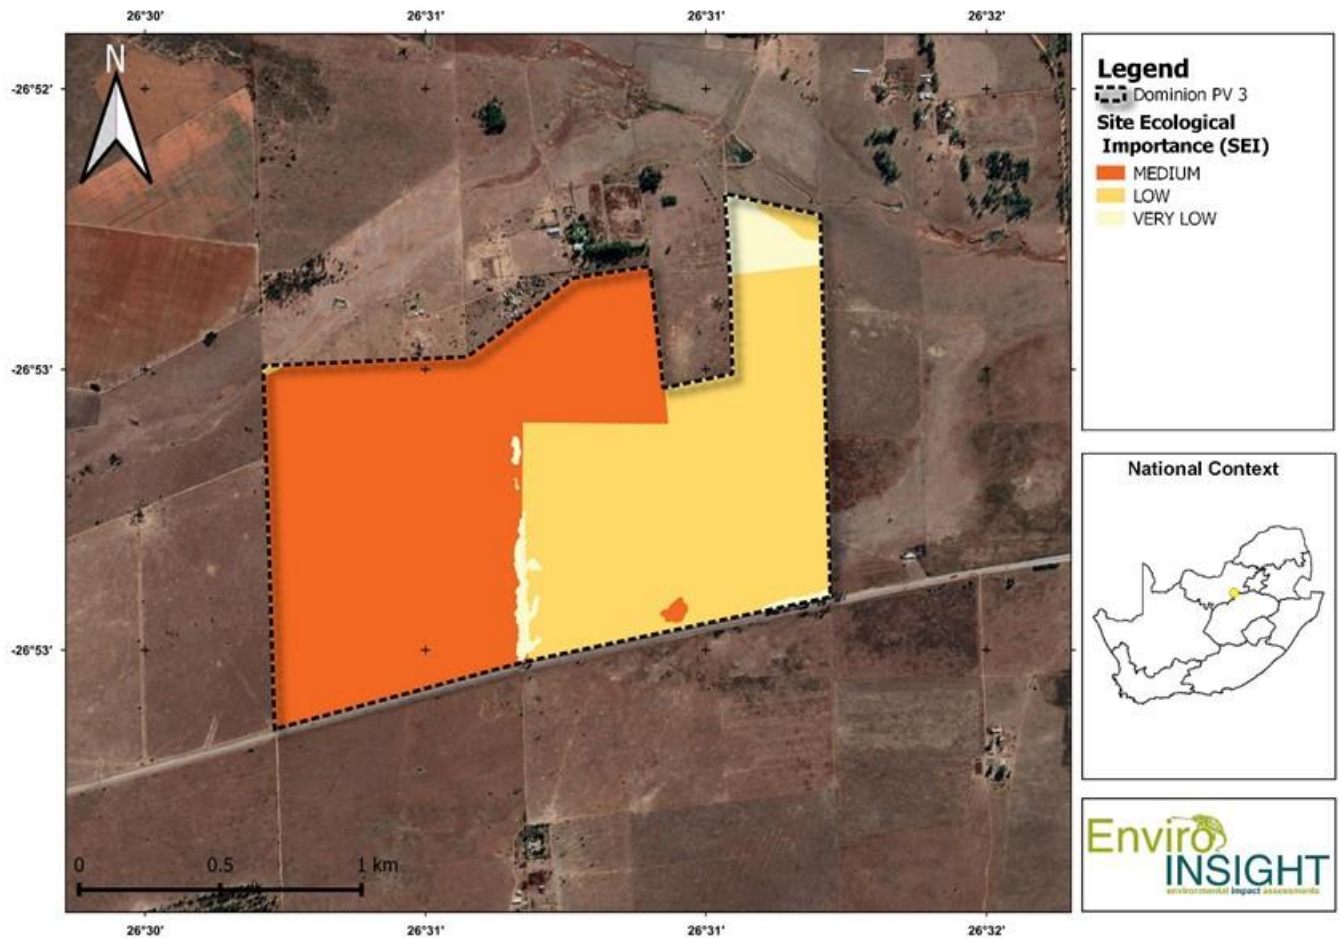 26°30' 26°31' 26°31' 26°32'
N
-26°52'
-26°53'
-26°53'
0 0.5 1 km
26°30' 26°31' 26°31' 26°32'
Legend
Dominion PV 3
Site Ecological
Importance (SEI)
MEDIUM
LOW
VERY LOW
National Context
Enviro
INSIGHT
environmental impact assessments